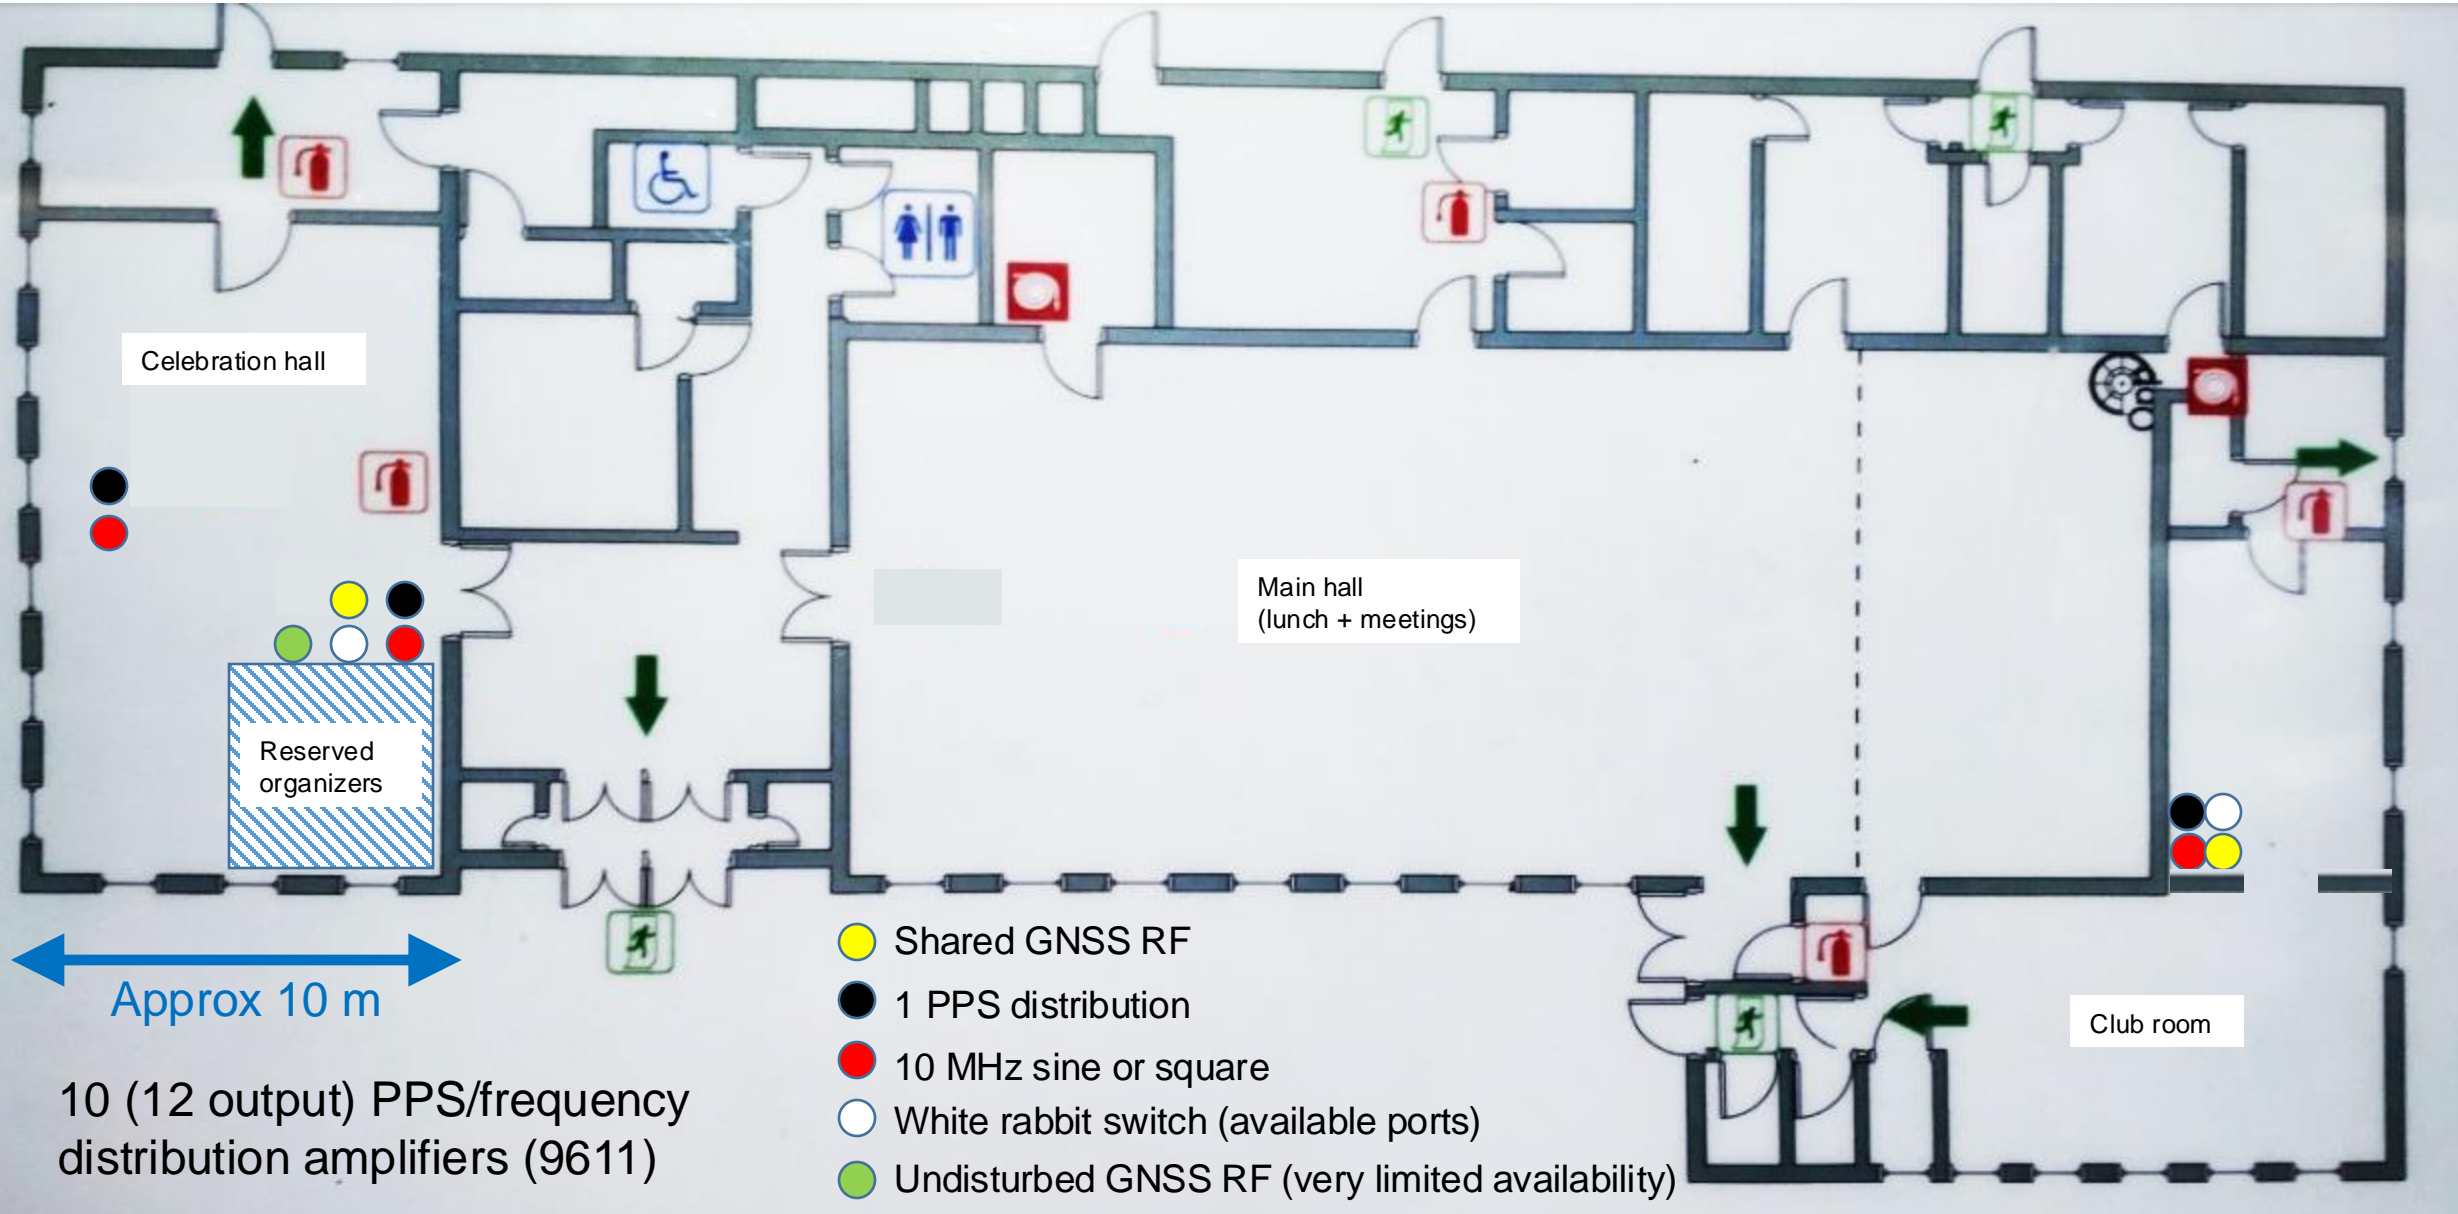 Celebration hall
Main hall
(lunch + meetings)
Reserved
organizers
Approx 10 m
Shared GNSS RF
1 PPS distribution
10 MHz sine or square
White rabbit switch (available ports)
Undisturbed GNSS RF (very limited availability)
Club room
10 (12 output) PPS/frequency
distribution amplifiers (9611)